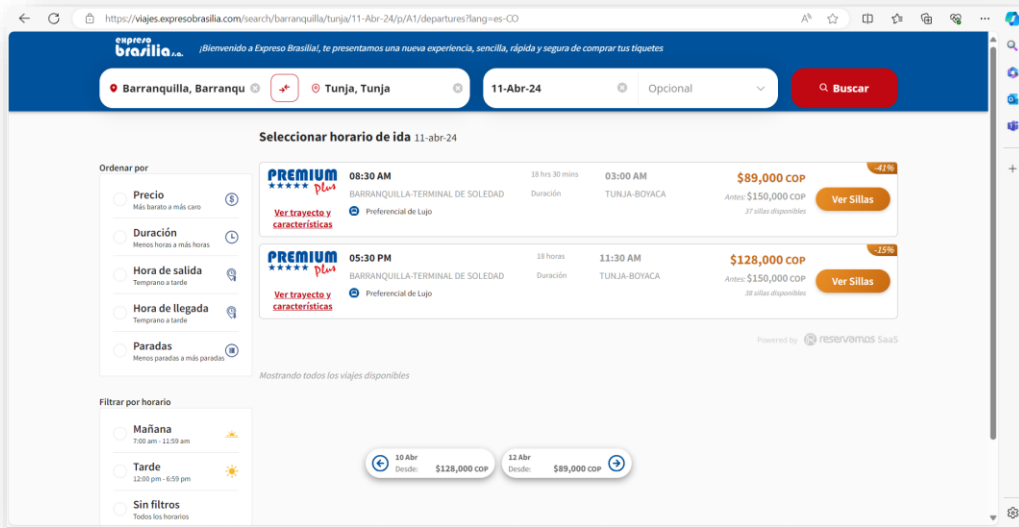 https://viajes.expresobrasilia.com/search/barranquilla/tunja/11-Abr-24/p/A1/departures?lang=es-CO
expreso
brasilia s.a.
¡Bienvenido a Expreso Brasilia!, te presentamos una nueva experiencia, sencilla, rápida y segura de comprar tus tiquetes
Barranquilla, Barranqu
Tunja, Tunja
11-Abr-24
Opcional
Buscar
Seleccionar horario de ida 11-abr-24
Ordenar por
Precio
Más barato a más caro
Duración
Menos horas a más horas
Hora de salida
Temprano a tarde
Hora de llegada
Temprano a tarde
Paradas
Menos paradas a más paradas
Filtrar por horario
Mañana
7:00 am - 11:59 am
Tarde
12:00 pm - 6:59 pm
Sin filtros
Todos los horarios
PREMIUM
plus
Ver trayecto y
características
08:30 AM
BARRANQUILLA-TERMINAL DE SOLEDAD
Preferencial de Lujo
18 hrs 30 mins
Duración
03:00 AM
TUNJA-BOYACA
-41%
$89,000 COP
Antes: $150,000 COP
37 sillas disponibles
Ver Sillas
PREMIUM
plus
Ver trayecto y
características
05:30 PM
BARRANQUILLA-TERMINAL DE SOLEDAD
Preferencial de Lujo
18 horas
Duración
11:30 AM
TUNJA-BOYACA
-15%
$128,000 COP
Antes: $150,000 COP
38 sillas disponibles
Ver Sillas
Powered by reservamos SaaS
Mostrando todos los viajes disponibles
10 Abr
Desde: $128,000 COP
12 Abr
Desde: $89,000 COP